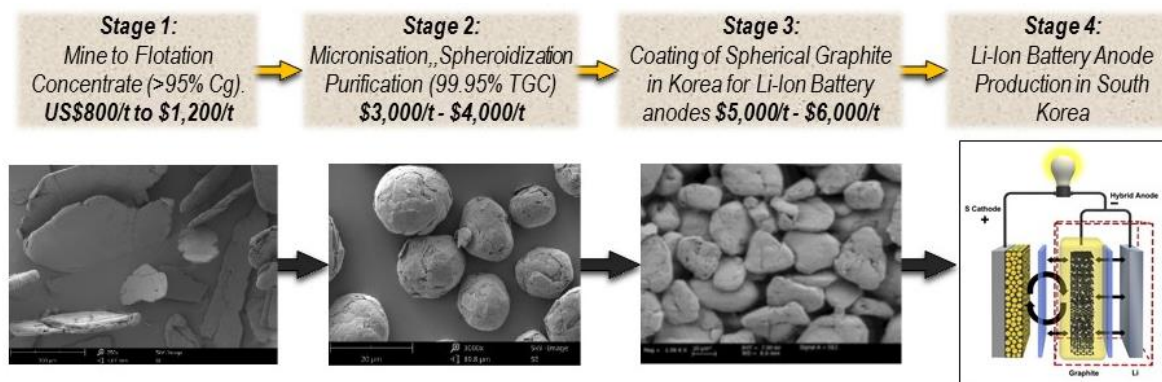 Stage 1:
Mine to Flotation
Concentrate (>95% Cg).
US$800/t to $1,200/t
Stage 2:
Micronisation,,Spheroidization
Purification (99.95% TGC)
$3,000/t - $4,000/t
Stage 3:
Coating of Spherical Graphite
in Korea for Li-Ion Battery
anodes $5,000/t - $6,000/t
Stage 4:
Li-Ion Battery Anode
Production in South
Korea
S Cathode
+
Hybrid Anode
–
Graphite
Li
20 µm